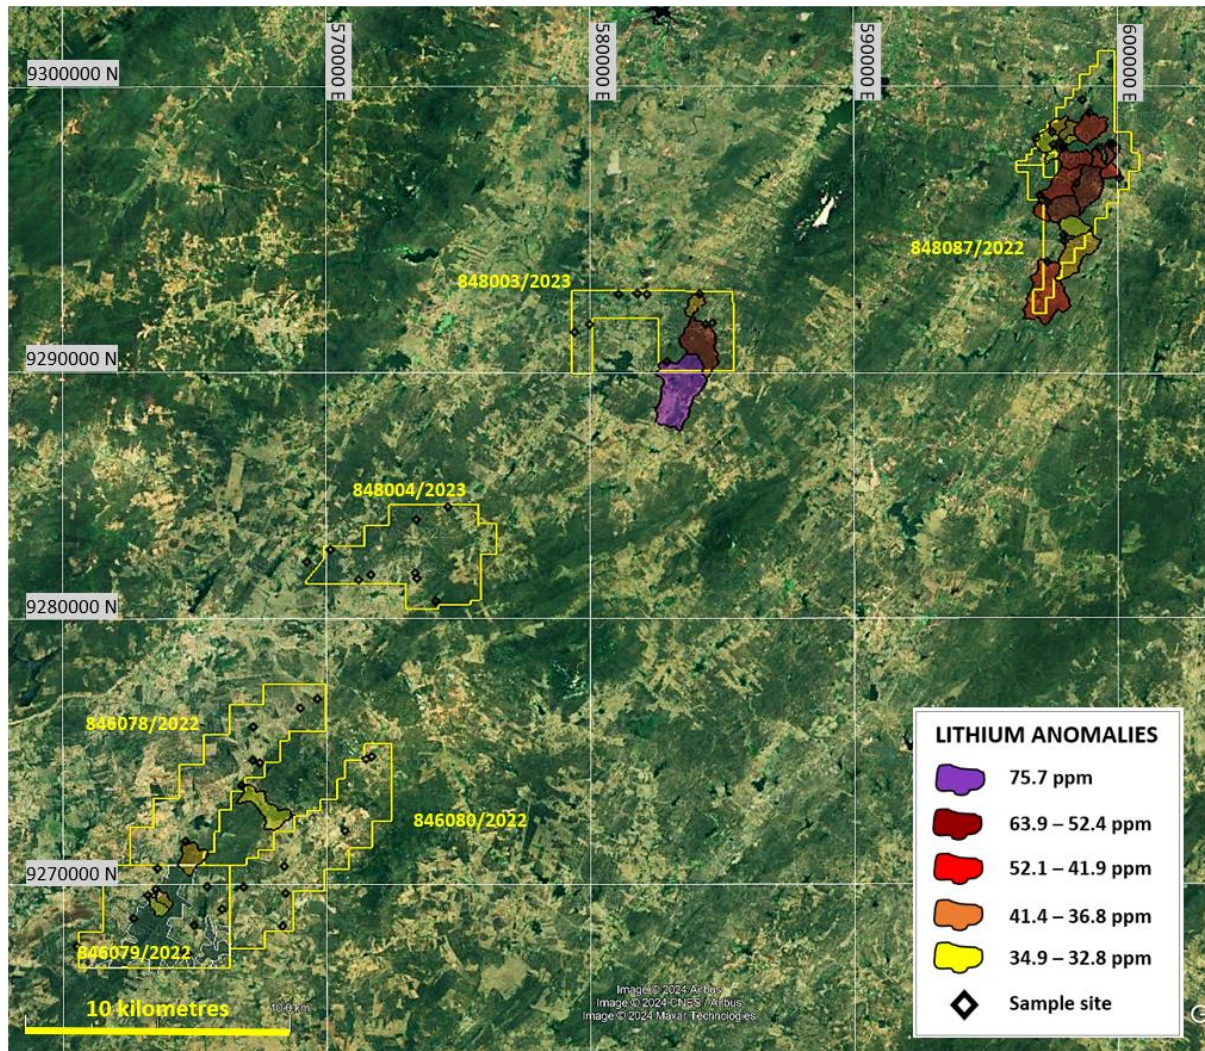 570000 E
580000 E
590000 E
600000 E
9300000 N
848087/2022
848003/2023
9290000 N
848004/2023
9280000 N
846078/2022
846080/2022
9270000 N
846079/2022
10 kilometres
10.0 km
Image © 2024 Airbus
Image © 2024 CNES / Airbus
Image © 2024 Maxar Technologies
LITHIUM ANOMALIES
75.7 ppm
63.9 – 52.4 ppm
52.1 – 41.9 ppm
41.4 – 36.8 ppm
34.9 – 32.8 ppm
Sample site
G